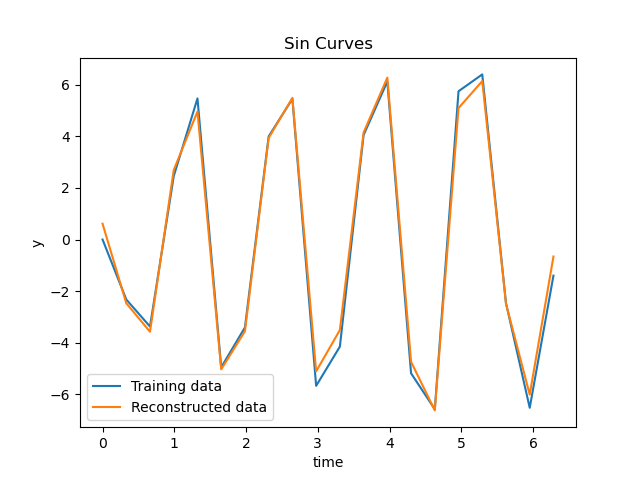 Sin Curves
y
6
4
2
0
−2
−4
−6
Training data
Reconstructed data
0 1 2 3 4 5 6
time